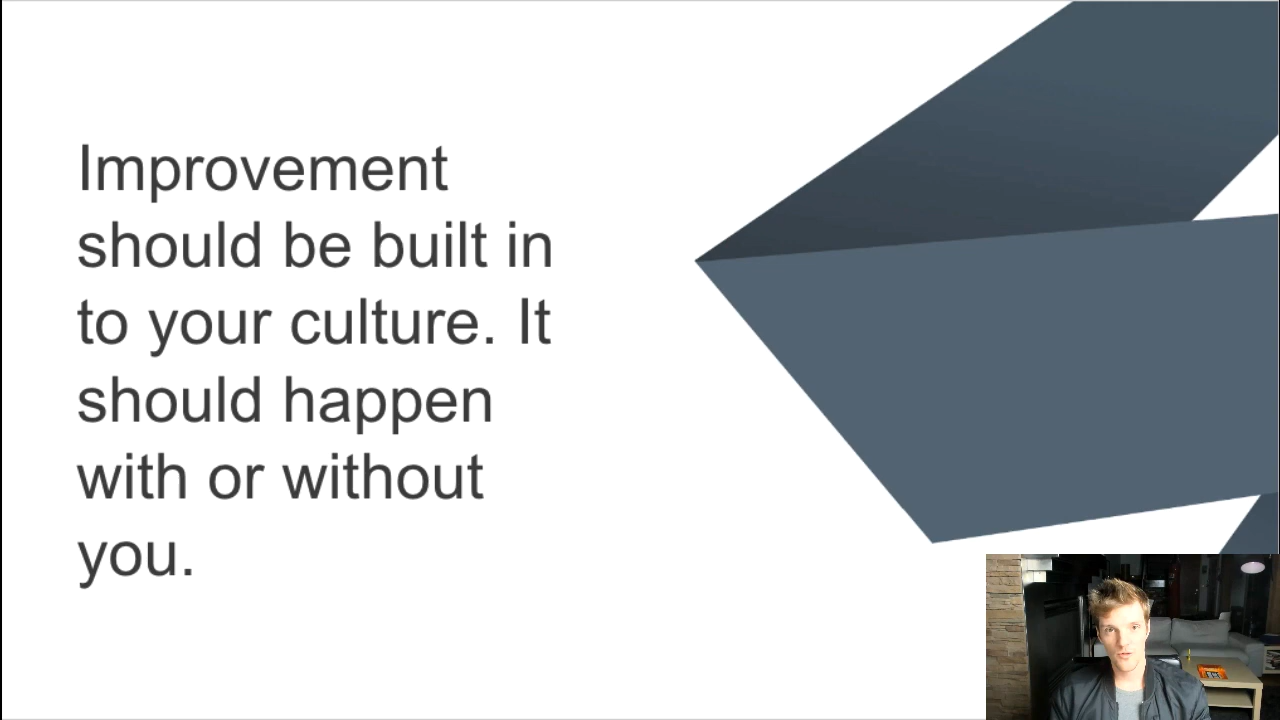 Improvement
should be built in
to your culture. It
should happen
with or without
you.